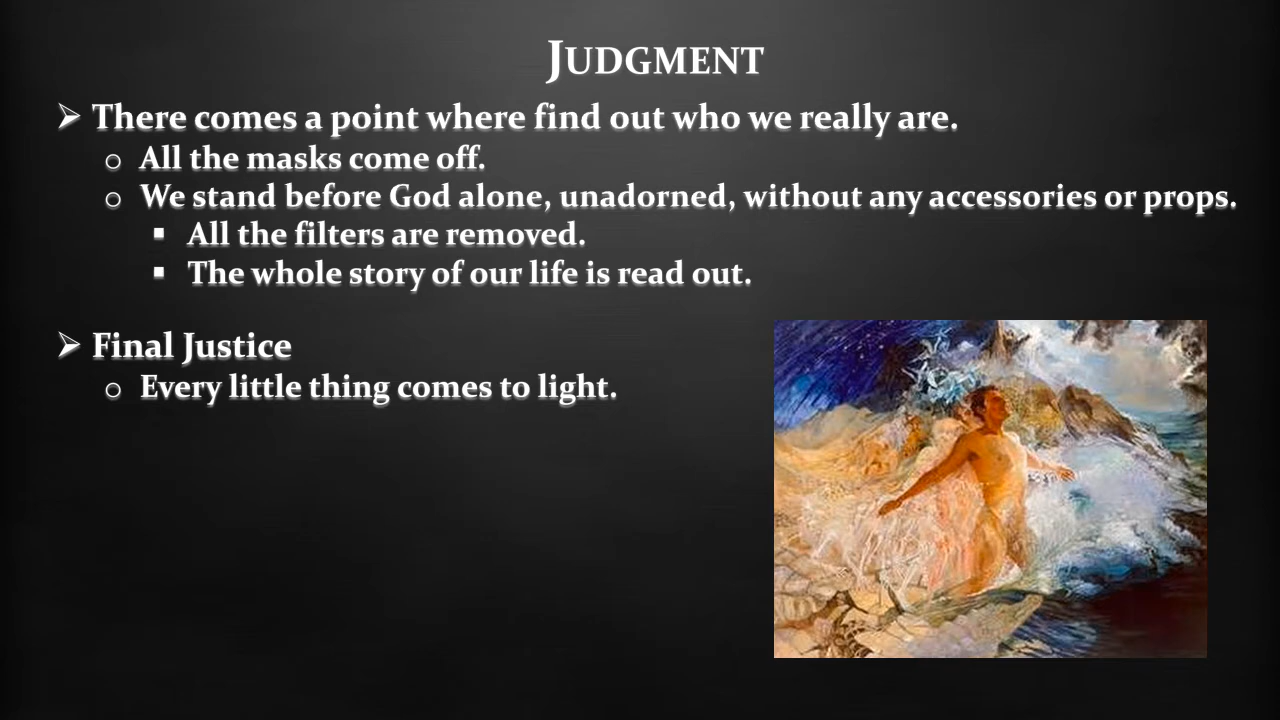 JUDGMENT
There comes a point where find out who we really are.
All the masks come off.
We stand before God alone, unadorned, without any accessories or props.
All the filters are removed.
The whole story of our life is read out.
Final Justice
Every little thing comes to light.